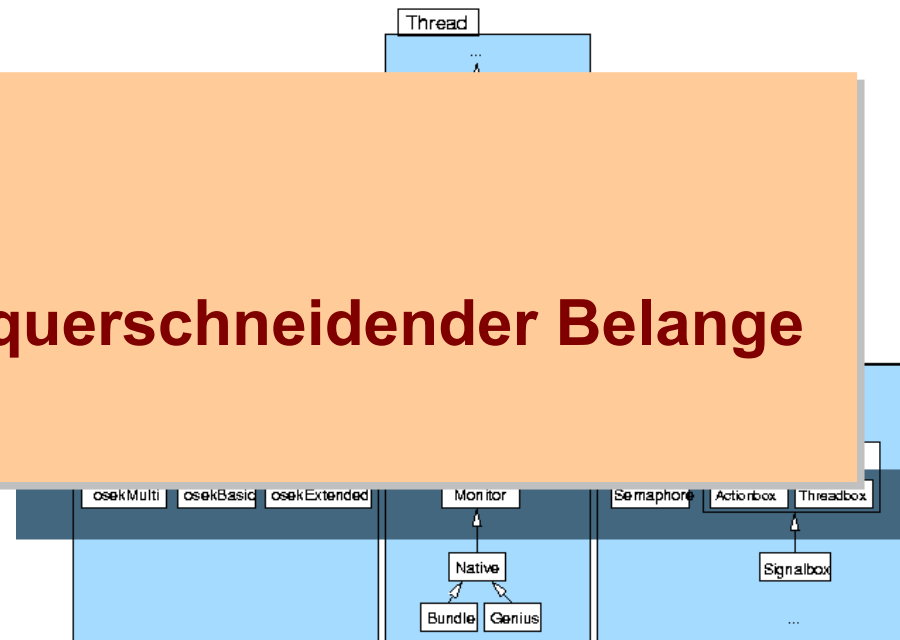 Thread
...
querschneidender Belange
osekMulti osekBasic osekExtended Monitor Semaphore Actionbox Threadbox
Native Signalbox
Bundle Genius ...